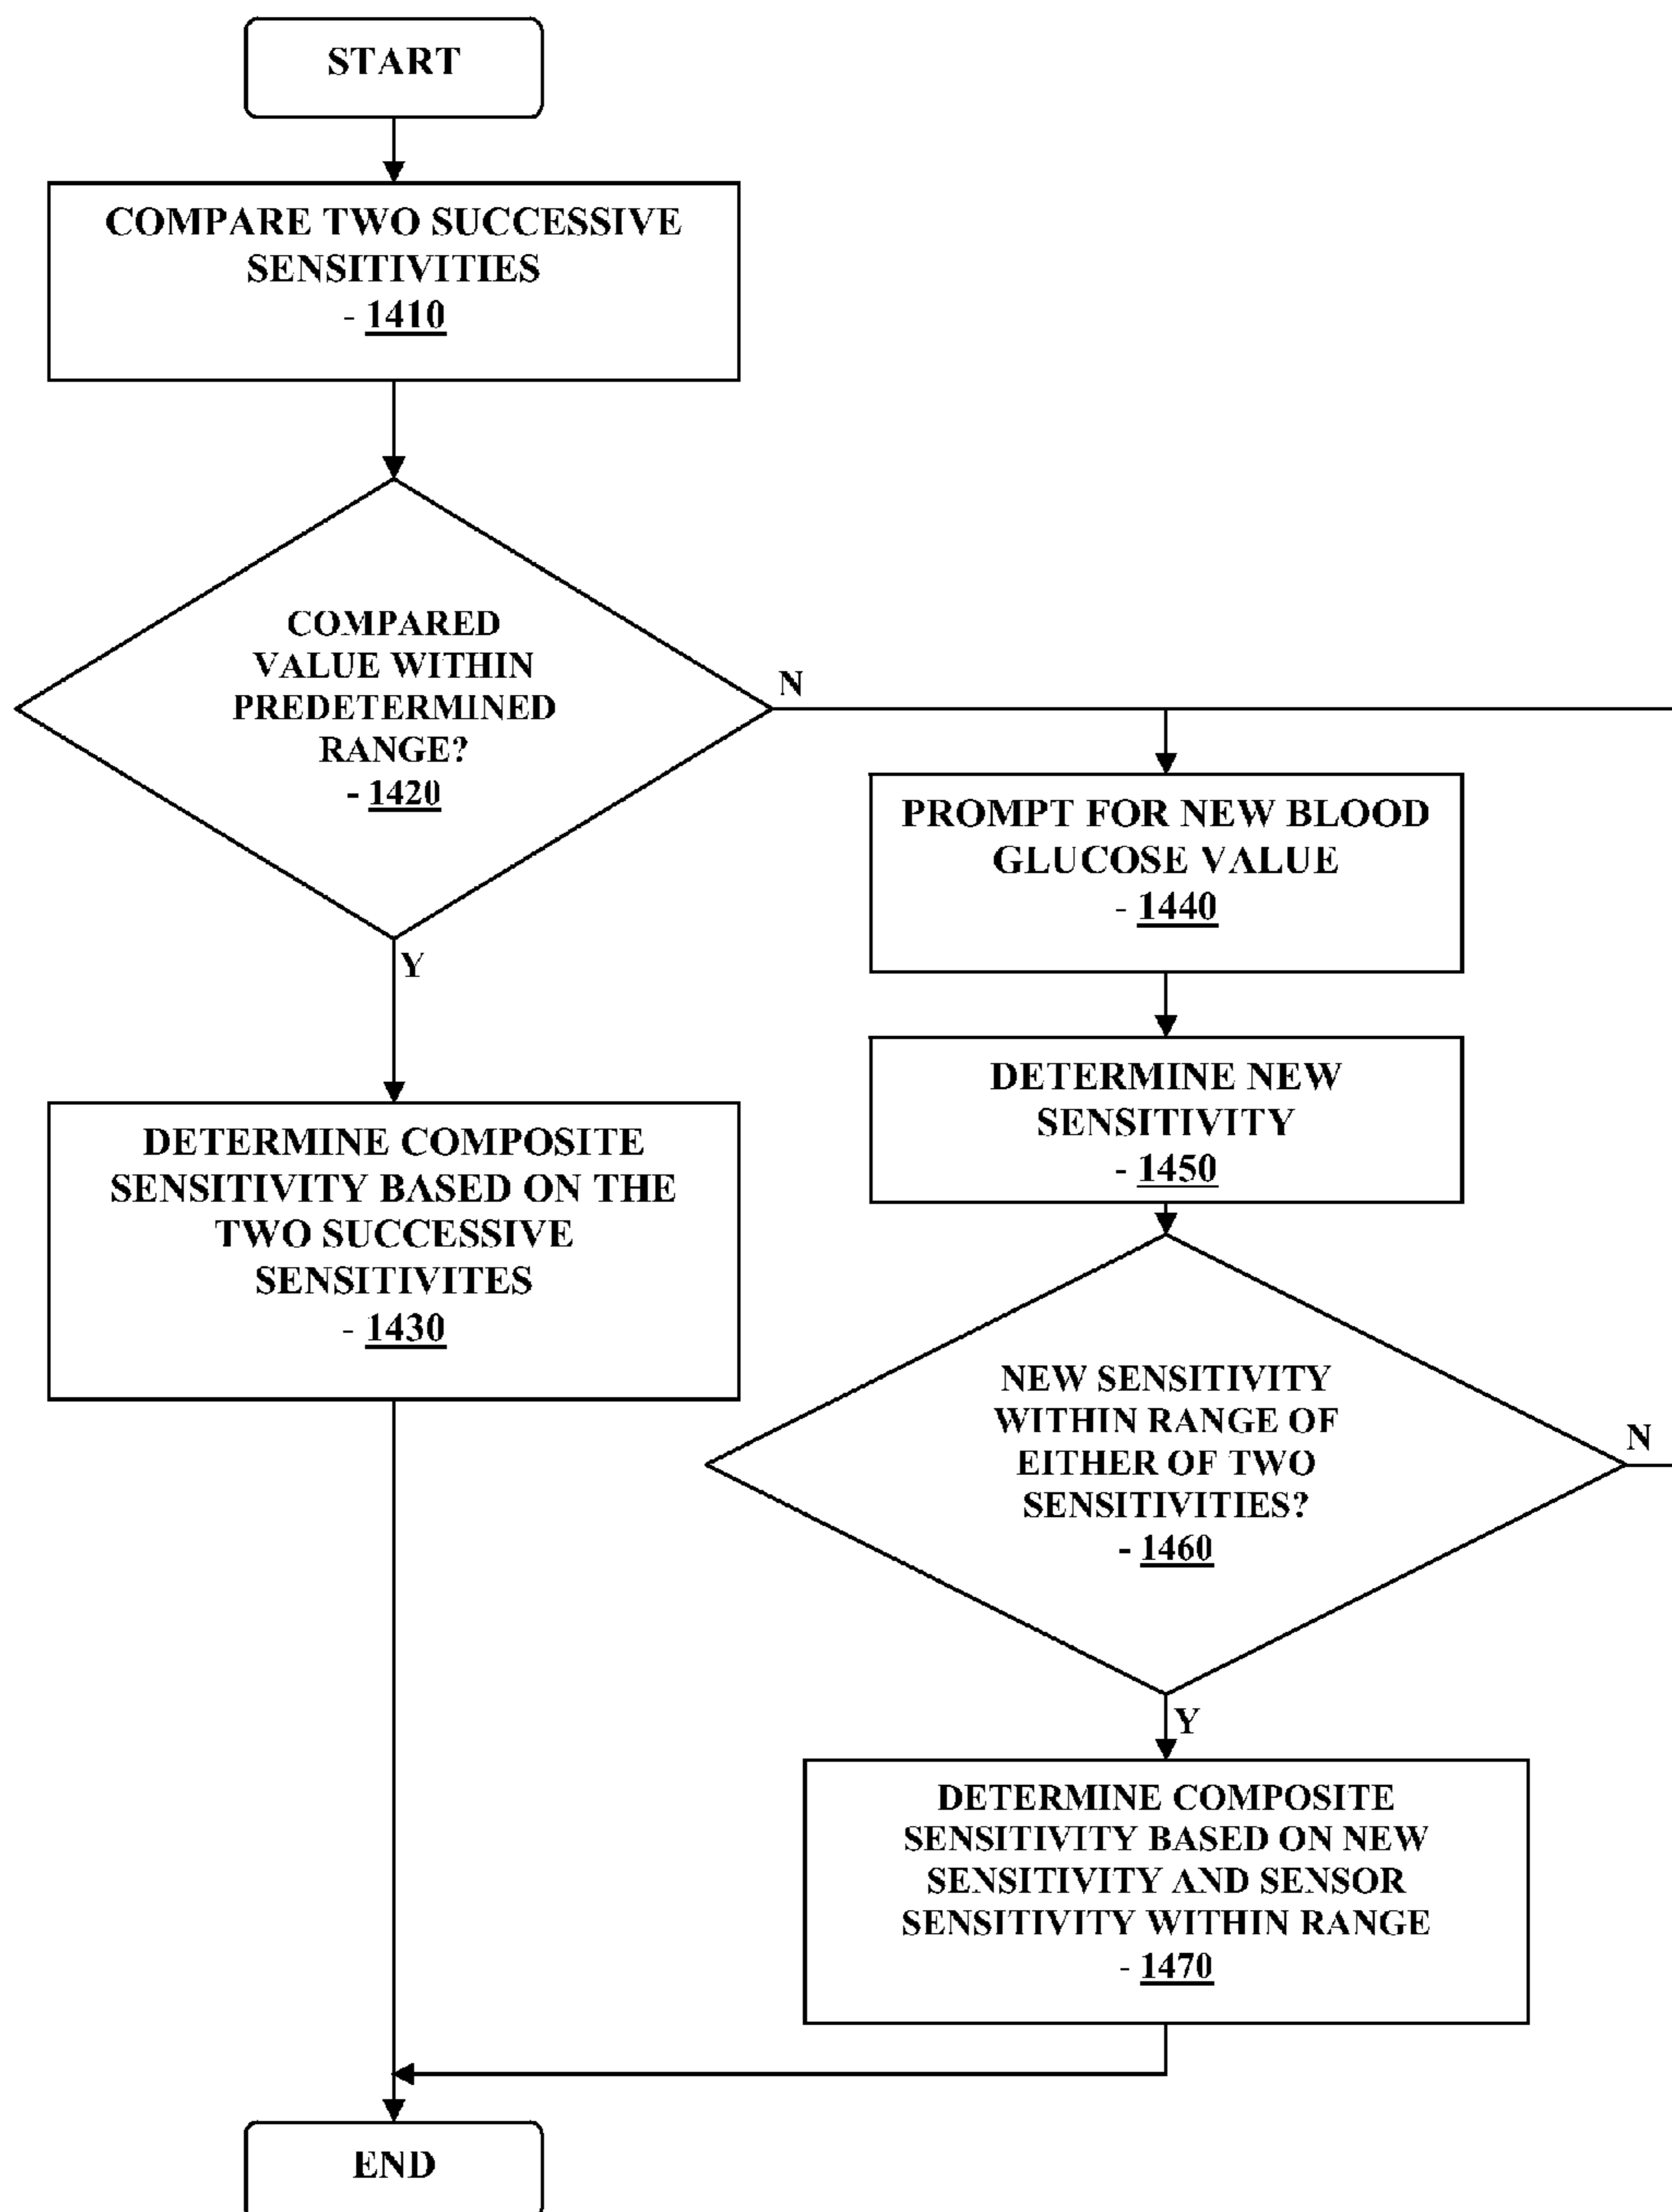 START
COMPARE TWO SUCCESSIVE
SENSITIVITIES
- 1410
COMPARED
VALUE WITHIN
PREDETERMINED
RANGE?
- 1420
N
Y
PROMPT FOR NEW BLOOD
GLUCOSE VALUE
- 1440
DETERMINE NEW
SENSITIVITY
- 1450
DETERMINE COMPOSITE
SENSITIVITY BASED ON THE
TWO SUCCESSIVE
SENSITIVITES
- 1430
NEW SENSITIVITY
WITHIN RANGE OF
EITHER OF TWO
SENSITIVITIES?
- 1460
N
Y
DETERMINE COMPOSITE
SENSITIVITY BASED ON NEW
SENSITIVITY AND SENSOR
SENSITIVITY WITHIN RANGE
- 1470
END